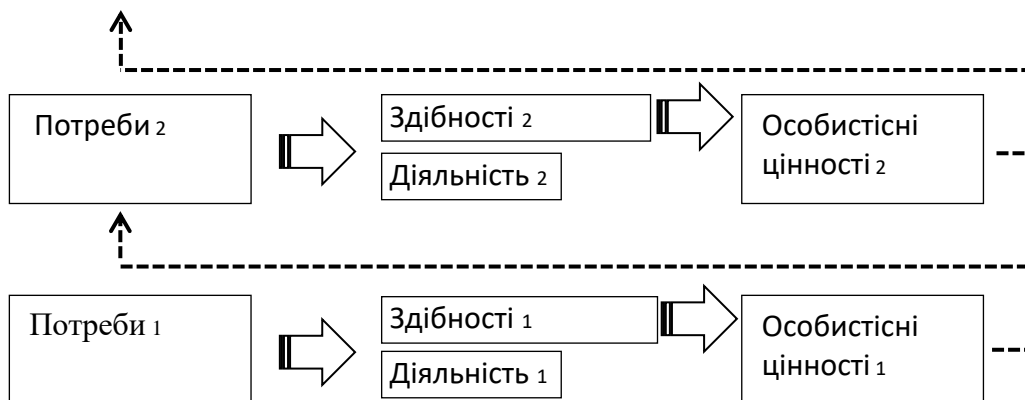 Потреби 2
Здібності 2
Діяльність 2
Особистісні
цінності 2
Потреби 1
Здібності 1
Діяльність 1
Особистісні
цінності 1